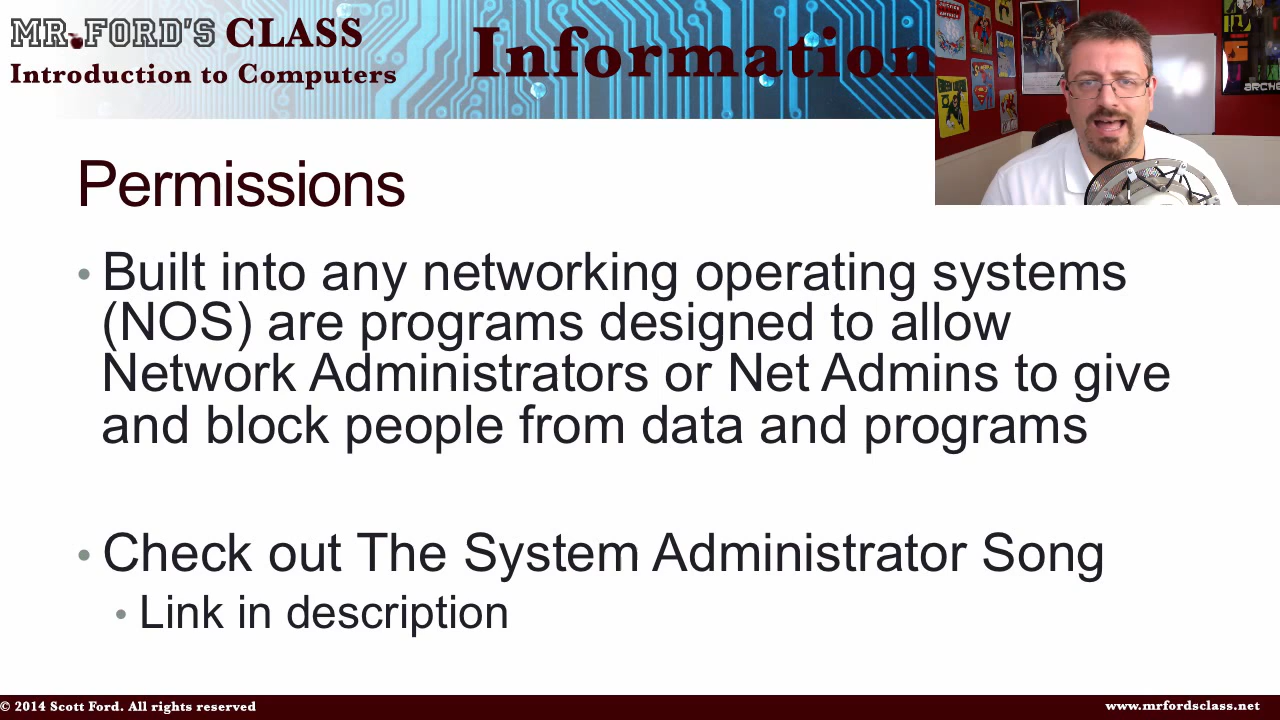 MR.FORD'S CLASS
Introduction to Computers
Information
ARCHE
Permissions
• Built into any networking operating systems
(NOS) are programs designed to allow
Network Administrators or Net Admins to give
and block people from data and programs
• Check out The System Administrator Song
• Link in description
© 2014 Scott Ford. All rights reserved
www.mrfordsclass.net